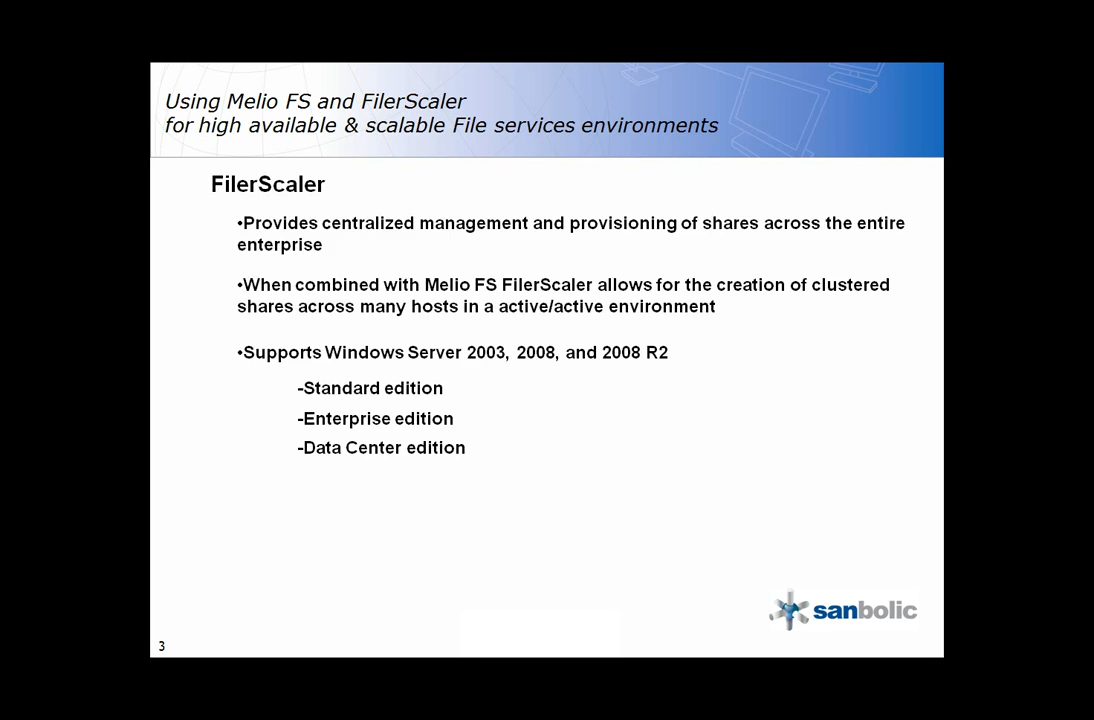 Using Melio FS and FilerScaler
for high available & scalable File services environments
FilerScaler
•Provides centralized management and provisioning of shares across the entire
enterprise
•When combined with Melio FS FilerScaler allows for the creation of clustered
shares across many hosts in a active/active environment
•Supports Windows Server 2003, 2008, and 2008 R2
-Standard edition
-Enterprise edition
-Data Center edition
sanbolic
3